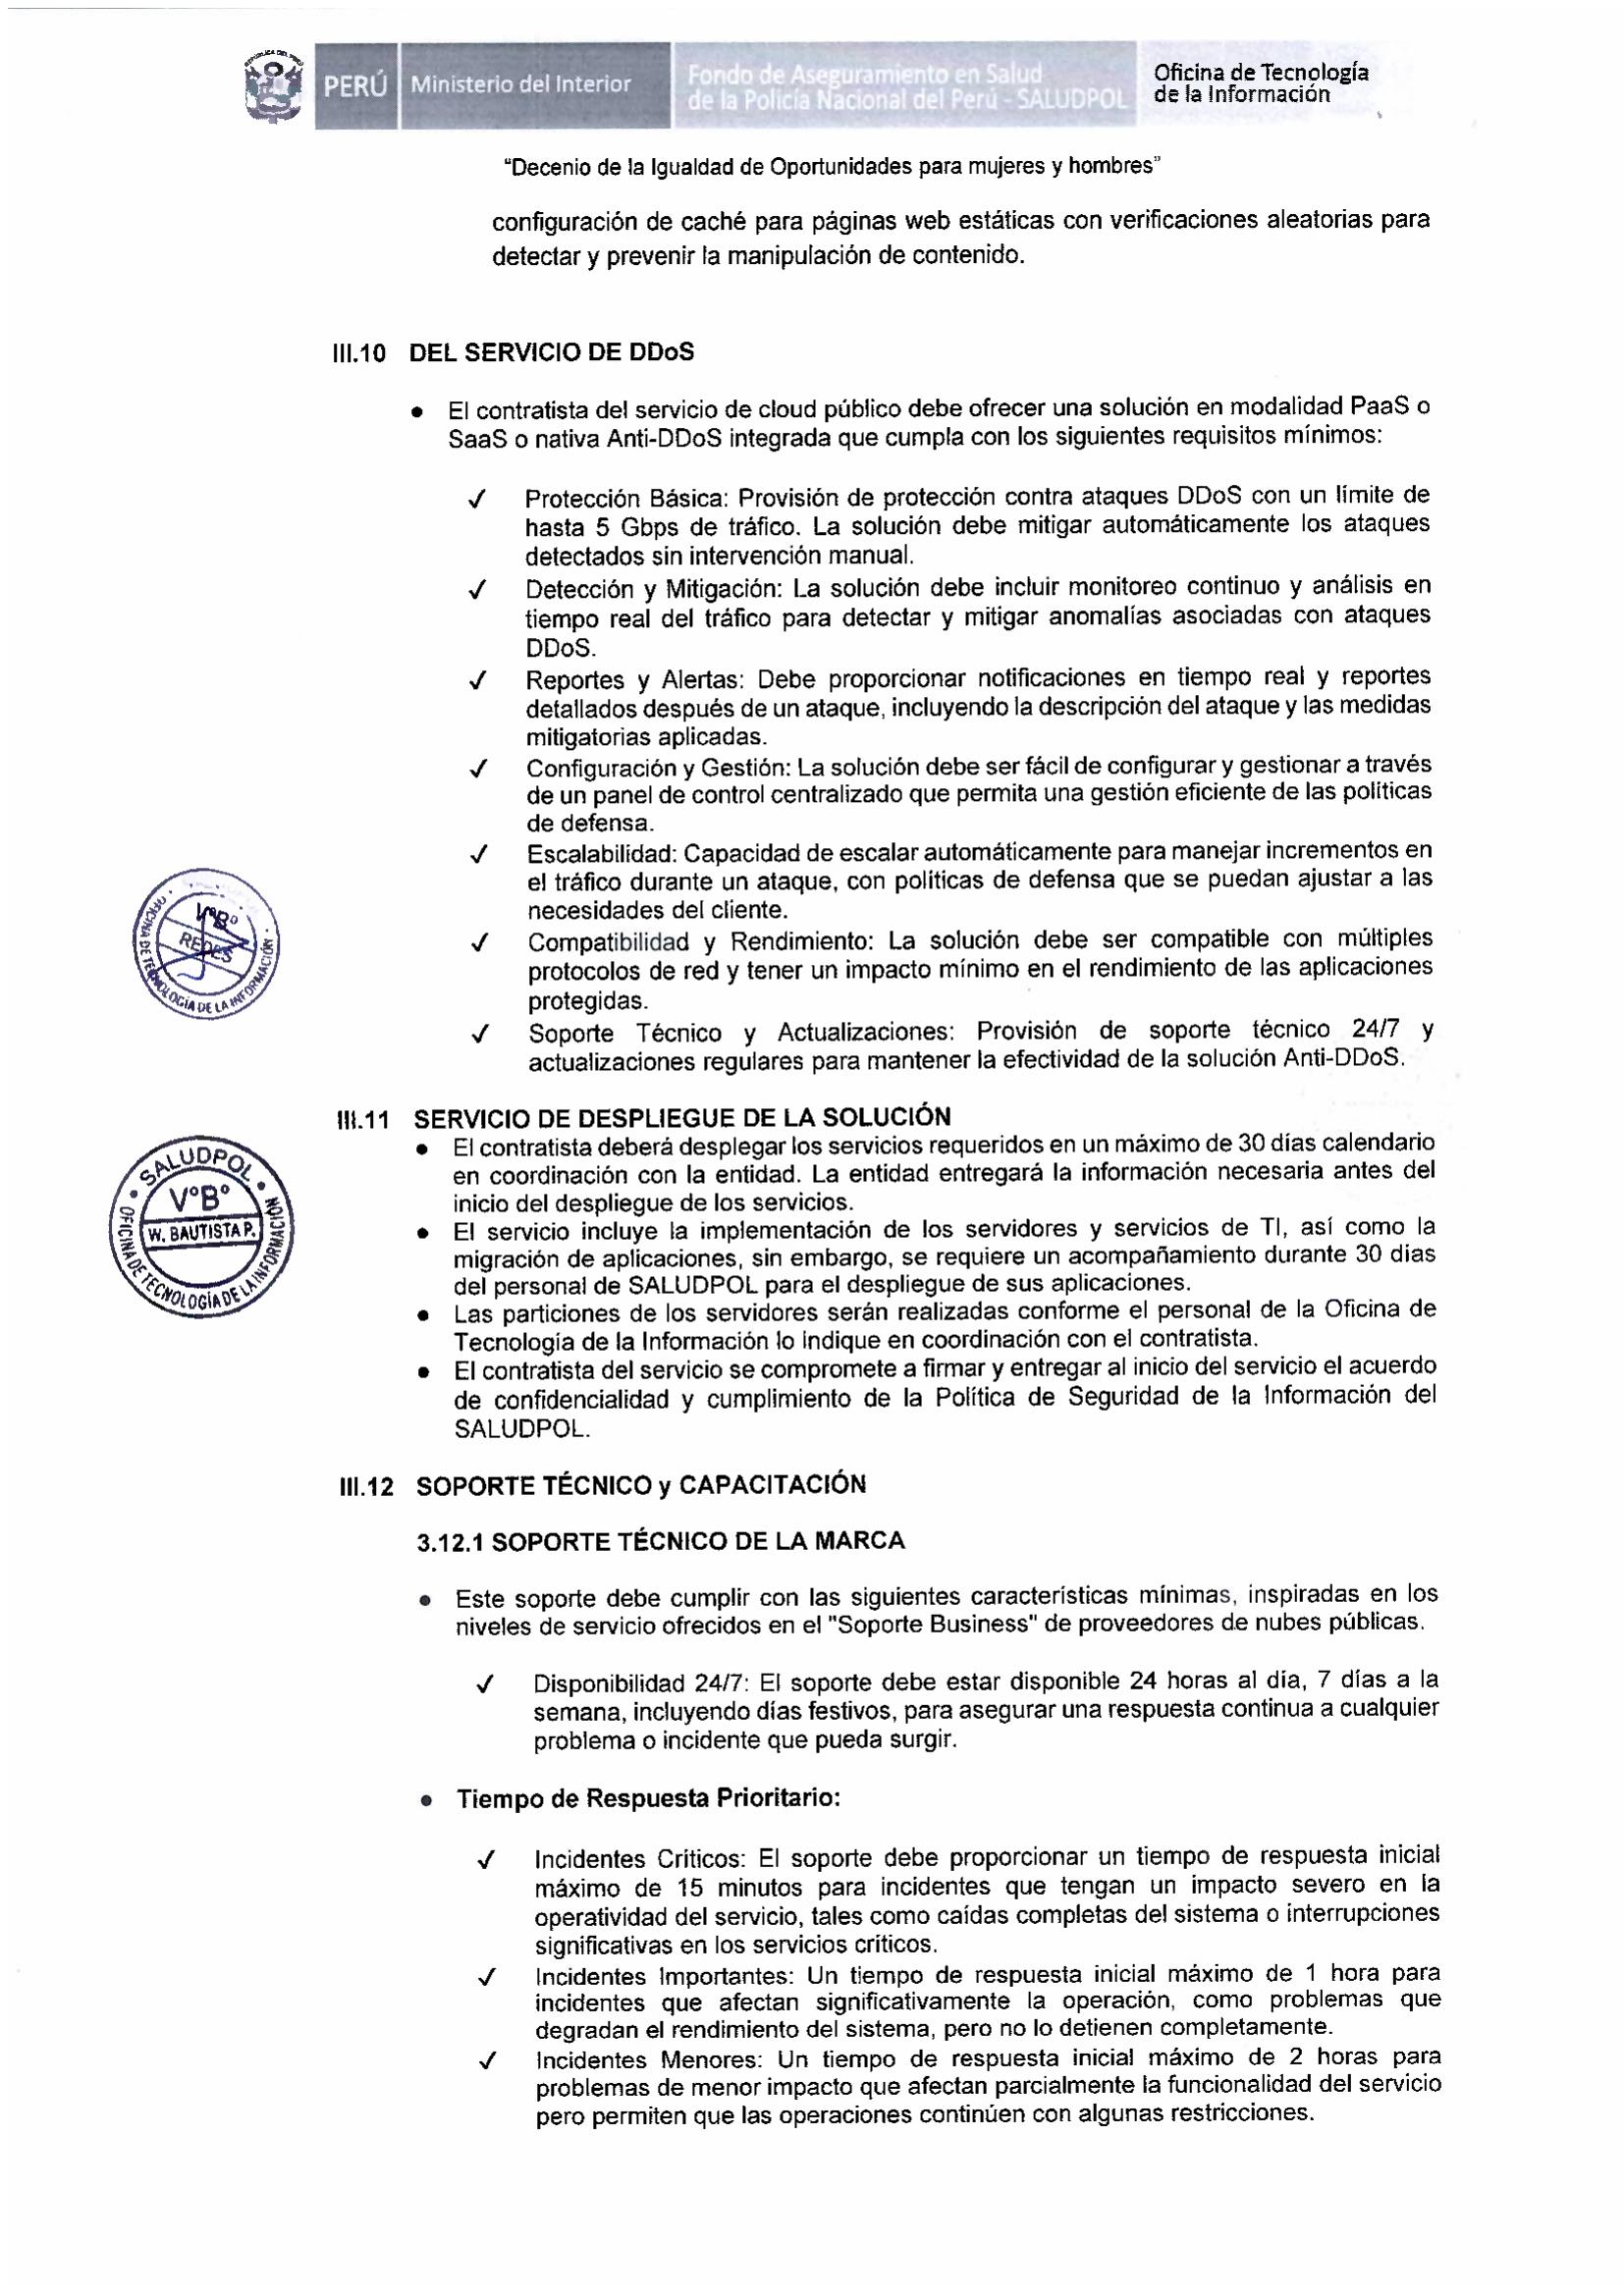 PERÚ
Ministerio del Interior
Fondo de Aseguramiento en Salud
de la Policía Nacional del Perú - SALUDPOL
Oficina de Tecnología
de la Información
“Decenio de la Igualdad de Oportunidades para mujeres y hombres”
configuración de caché para páginas web estáticas con verificaciones aleatorias para
detectar y prevenir la manipulación de contenido.
III.10 DEL SERVICIO DE DDoS
• El contratista del servicio de cloud público debe ofrecer una solución en modalidad PaaS o
SaaS o nativa Anti-DDoS integrada que cumpla con los siguientes requisitos mínimos:
✓ Protección Básica: Provisión de protección contra ataques DDoS con un límite de
hasta 5 Gbps de tráfico. La solución debe mitigar automáticamente los ataques
detectados sin intervención manual.
✓ Detección y Mitigación: La solución debe incluir monitoreo continuo y análisis en
tiempo real del tráfico para detectar y mitigar anomalías asociadas con ataques
DDoS.
✓ Reportes y Alertas: Debe proporcionar notificaciones en tiempo real y reportes
detallados después de un ataque, incluyendo la descripción del ataque y las medidas
mitigatorias aplicadas.
✓ Configuración y Gestión: La solución debe ser fácil de configurar y gestionar a través
de un panel de control centralizado que permita una gestión eficiente de las políticas
de defensa.
✓ Escalabilidad: Capacidad de escalar automáticamente para manejar incrementos en
el tráfico durante un ataque, con políticas de defensa que se puedan ajustar a las
necesidades del cliente.
✓ Compatibilidad y Rendimiento: La solución debe ser compatible con múltiples
protocolos de red y tener un impacto mínimo en el rendimiento de las aplicaciones
protegidas.
✓ Soporte Técnico y Actualizaciones: Provisión de soporte técnico 24/7 y
actualizaciones regulares para mantener la efectividad de la solución Anti-DDoS.
VºBº
REDES
OFICINA DE TECNOLOGÍA DE LA INFORMACIÓN
III.11 SERVICIO DE DESPLIEGUE DE LA SOLUCIÓN
• El contratista deberá desplegar los servicios requeridos en un máximo de 30 días calendario
en coordinación con la entidad. La entidad entregará la información necesaria antes del
inicio del despliegue de los servicios.
• El servicio incluye la implementación de los servidores y servicios de TI, así como la
migración de aplicaciones, sin embargo, se requiere un acompañamiento durante 30 dias
del personal de SALUDPOL para el despliegue de sus aplicaciones.
• Las particiones de los servidores serán realizadas conforme el personal de la Oficina de
Tecnología de la Información lo indique en coordinación con el contratista.
• El contratista del servicio se compromete a firmar y entregar al inicio del servicio el acuerdo
de confidencialidad y cumplimiento de la Política de Seguridad de la Información del
SALUDPOL.
SALUDPOL
VºBº
W. BAUTISTA P.
OFICINA DE TECNOLOGÍA DE LA INFORMACIÓN
III.12 SOPORTE TÉCNICO y CAPACITACIÓN
3.12.1 SOPORTE TÉCNICO DE LA MARCA
• Este soporte debe cumplir con las siguientes características mínimas, inspiradas en los
niveles de servicio ofrecidos en el "Soporte Business" de proveedores de nubes públicas.
✓ Disponibilidad 24/7: El soporte debe estar disponible 24 horas al día, 7 días a la
semana, incluyendo días festivos, para asegurar una respuesta continua a cualquier
problema o incidente que pueda surgir.
• Tiempo de Respuesta Prioritario:
✓ Incidentes Críticos: El soporte debe proporcionar un tiempo de respuesta inicial
máximo de 15 minutos para incidentes que tengan un impacto severo en la
operatividad del servicio, tales como caídas completas del sistema o interrupciones
significativas en los servicios críticos.
✓ Incidentes Importantes: Un tiempo de respuesta inicial máximo de 1 hora para
incidentes que afectan significativamente la operación, como problemas que
degradan el rendimiento del sistema, pero no lo detienen completamente.
✓ Incidentes Menores: Un tiempo de respuesta inicial máximo de 2 horas para
problemas de menor impacto que afectan parcialmente la funcionalidad del servicio
pero permiten que las operaciones continúen con algunas restricciones.